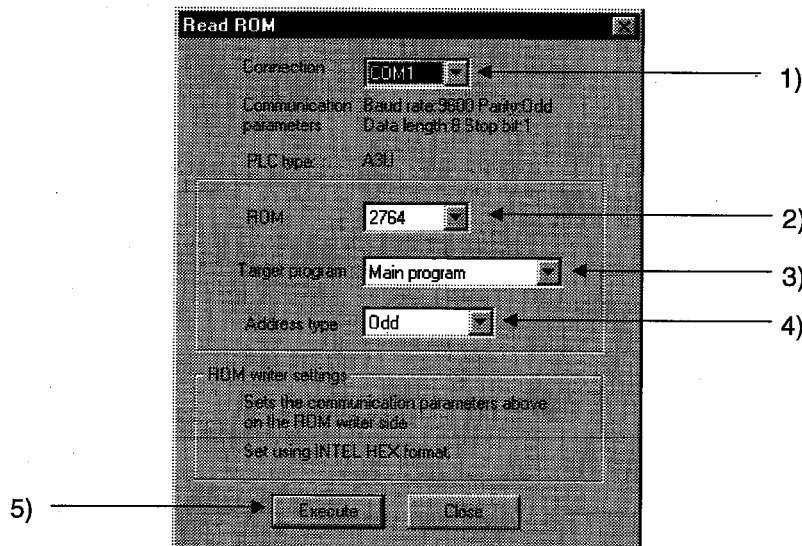 Read ROM
Connection COM1 1)
Communication Baud rate:9600 Parity:Odd
parameters Data length:8 Stop bit:1
PLC type: A3U
ROM 2764 2)
Target program Main program 3)
Address type Odd 4)
ROM writer settings
Sets the communication parameters above
on the ROM writer side
Set using INTEL HEX format.
5) Execute Close